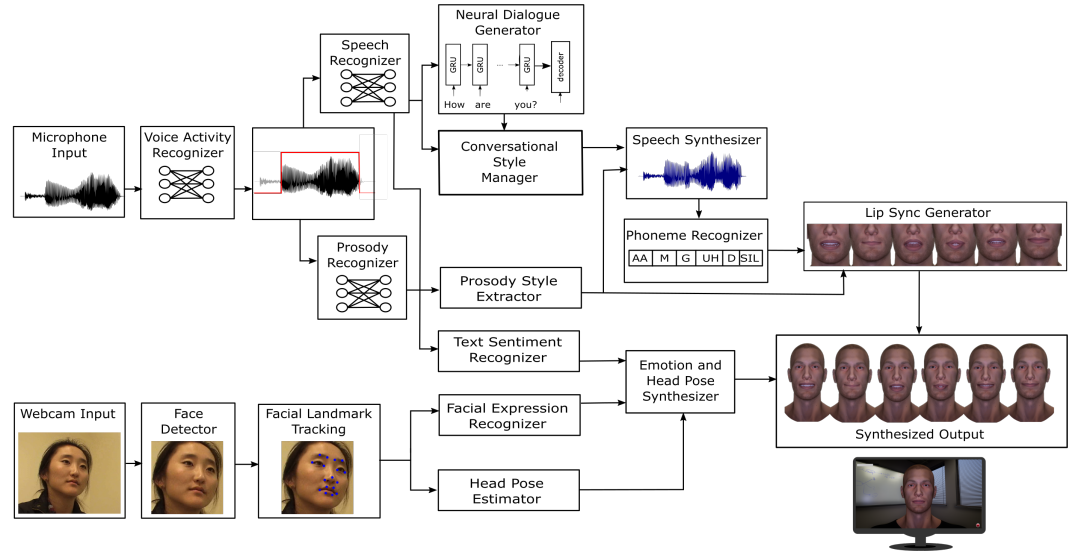 Neural Dialogue
Generator
GRU
GRU
...
GRU
decoder
How
are
you?
Speech
Recognizer
Microphone
Input
Voice Activity
Recognizer
Conversational
Style
Manager
Speech Synthesizer
Prosody
Recognizer
Phoneme Recognizer
AA
M
G
UH
D
SIL
Lip Sync Generator
Prosody Style
Extractor
Text Sentiment
Recognizer
Emotion and
Head Pose
Synthesizer
Synthesized Output
Webcam Input
Face
Detector
Facial Landmark
Tracking
Facial Expression
Recognizer
Head Pose
Estimator